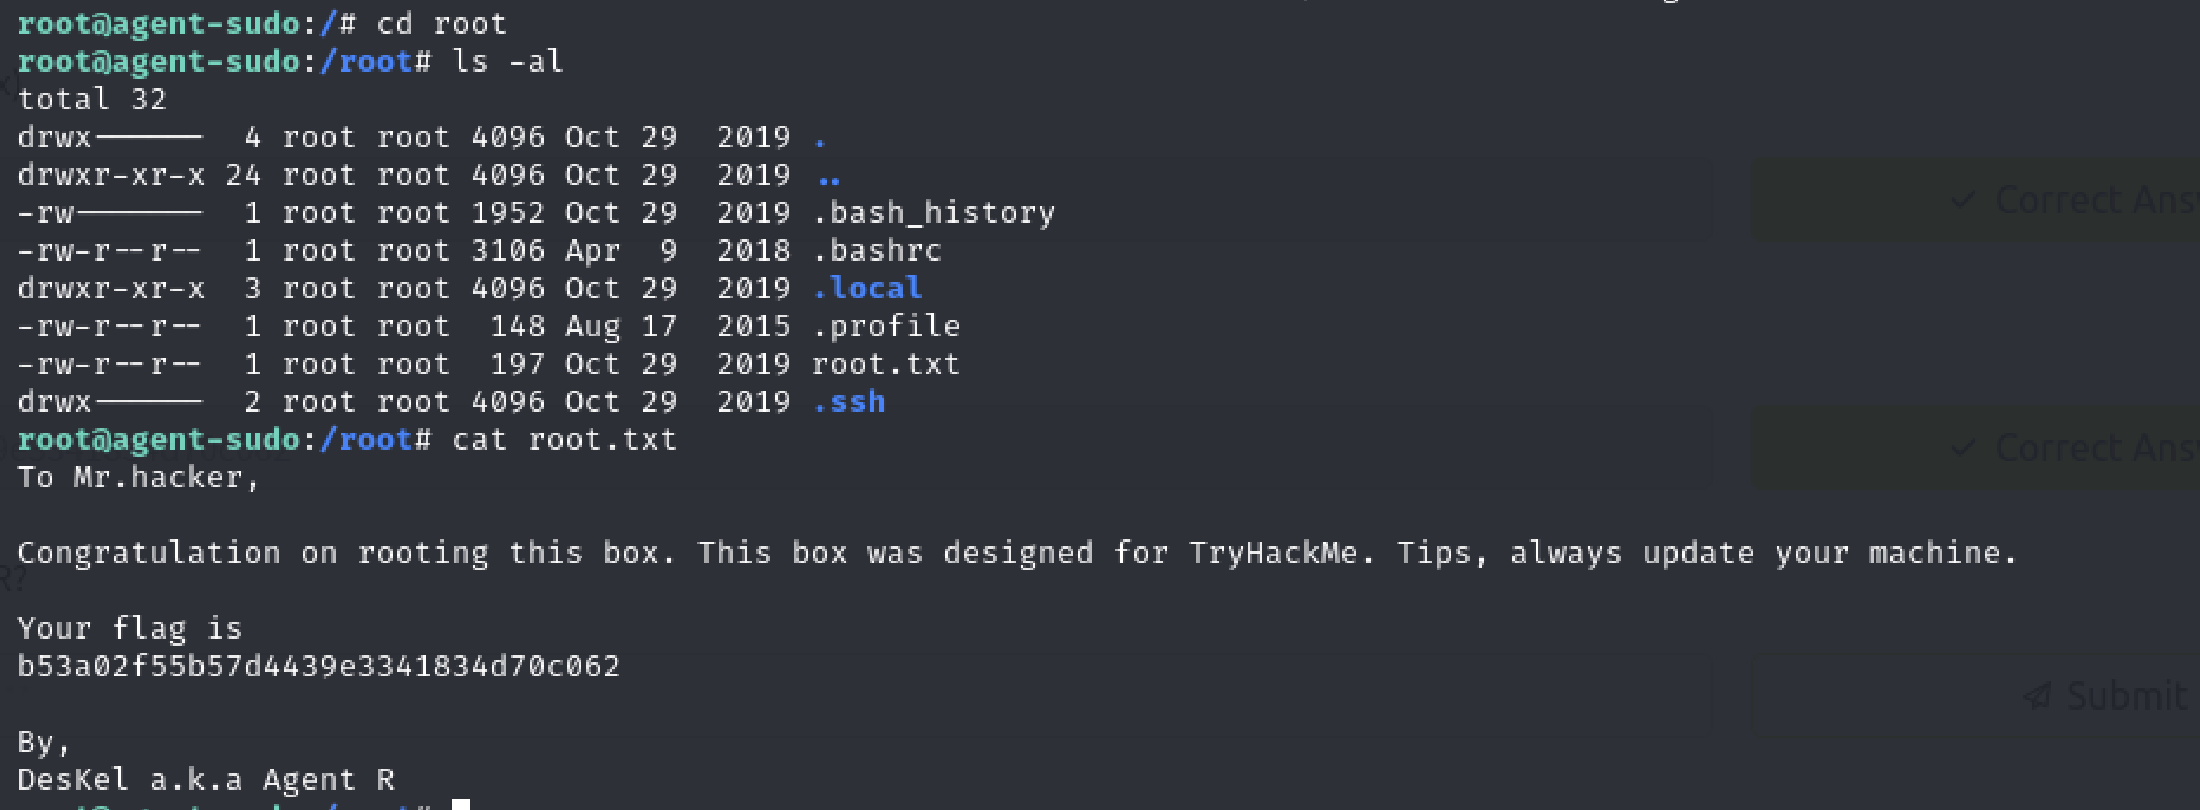 root@agent-sudo:/# cd root
root@agent-sudo:/root# ls -al
total 32
drwx------  4 root root 4096 Oct 29  2019 .
drwxr-xr-x 24 root root 4096 Oct 29  2019 ..
-rw-------  1 root root 1952 Oct 29  2019 .bash_history
-rw-r--r--  1 root root 3106 Apr  9  2018 .bashrc
drwxr-xr-x  3 root root 4096 Oct 29  2019 .local
-rw-r--r--  1 root root  148 Aug 17  2015 .profile
-rw-r--r--  1 root root  197 Oct 29  2019 root.txt
drwx------  2 root root 4096 Oct 29  2019 .ssh
root@agent-sudo:/root# cat root.txt
To Mr.hacker,
Congratulation on rooting this box. This box was designed for TryHackMe. Tips, always update your machine.
Your flag is
b53a02f55b57d4439e3341834d70c062
By,
DesKel a.k.a Agent R
Correct
Correct
Submit